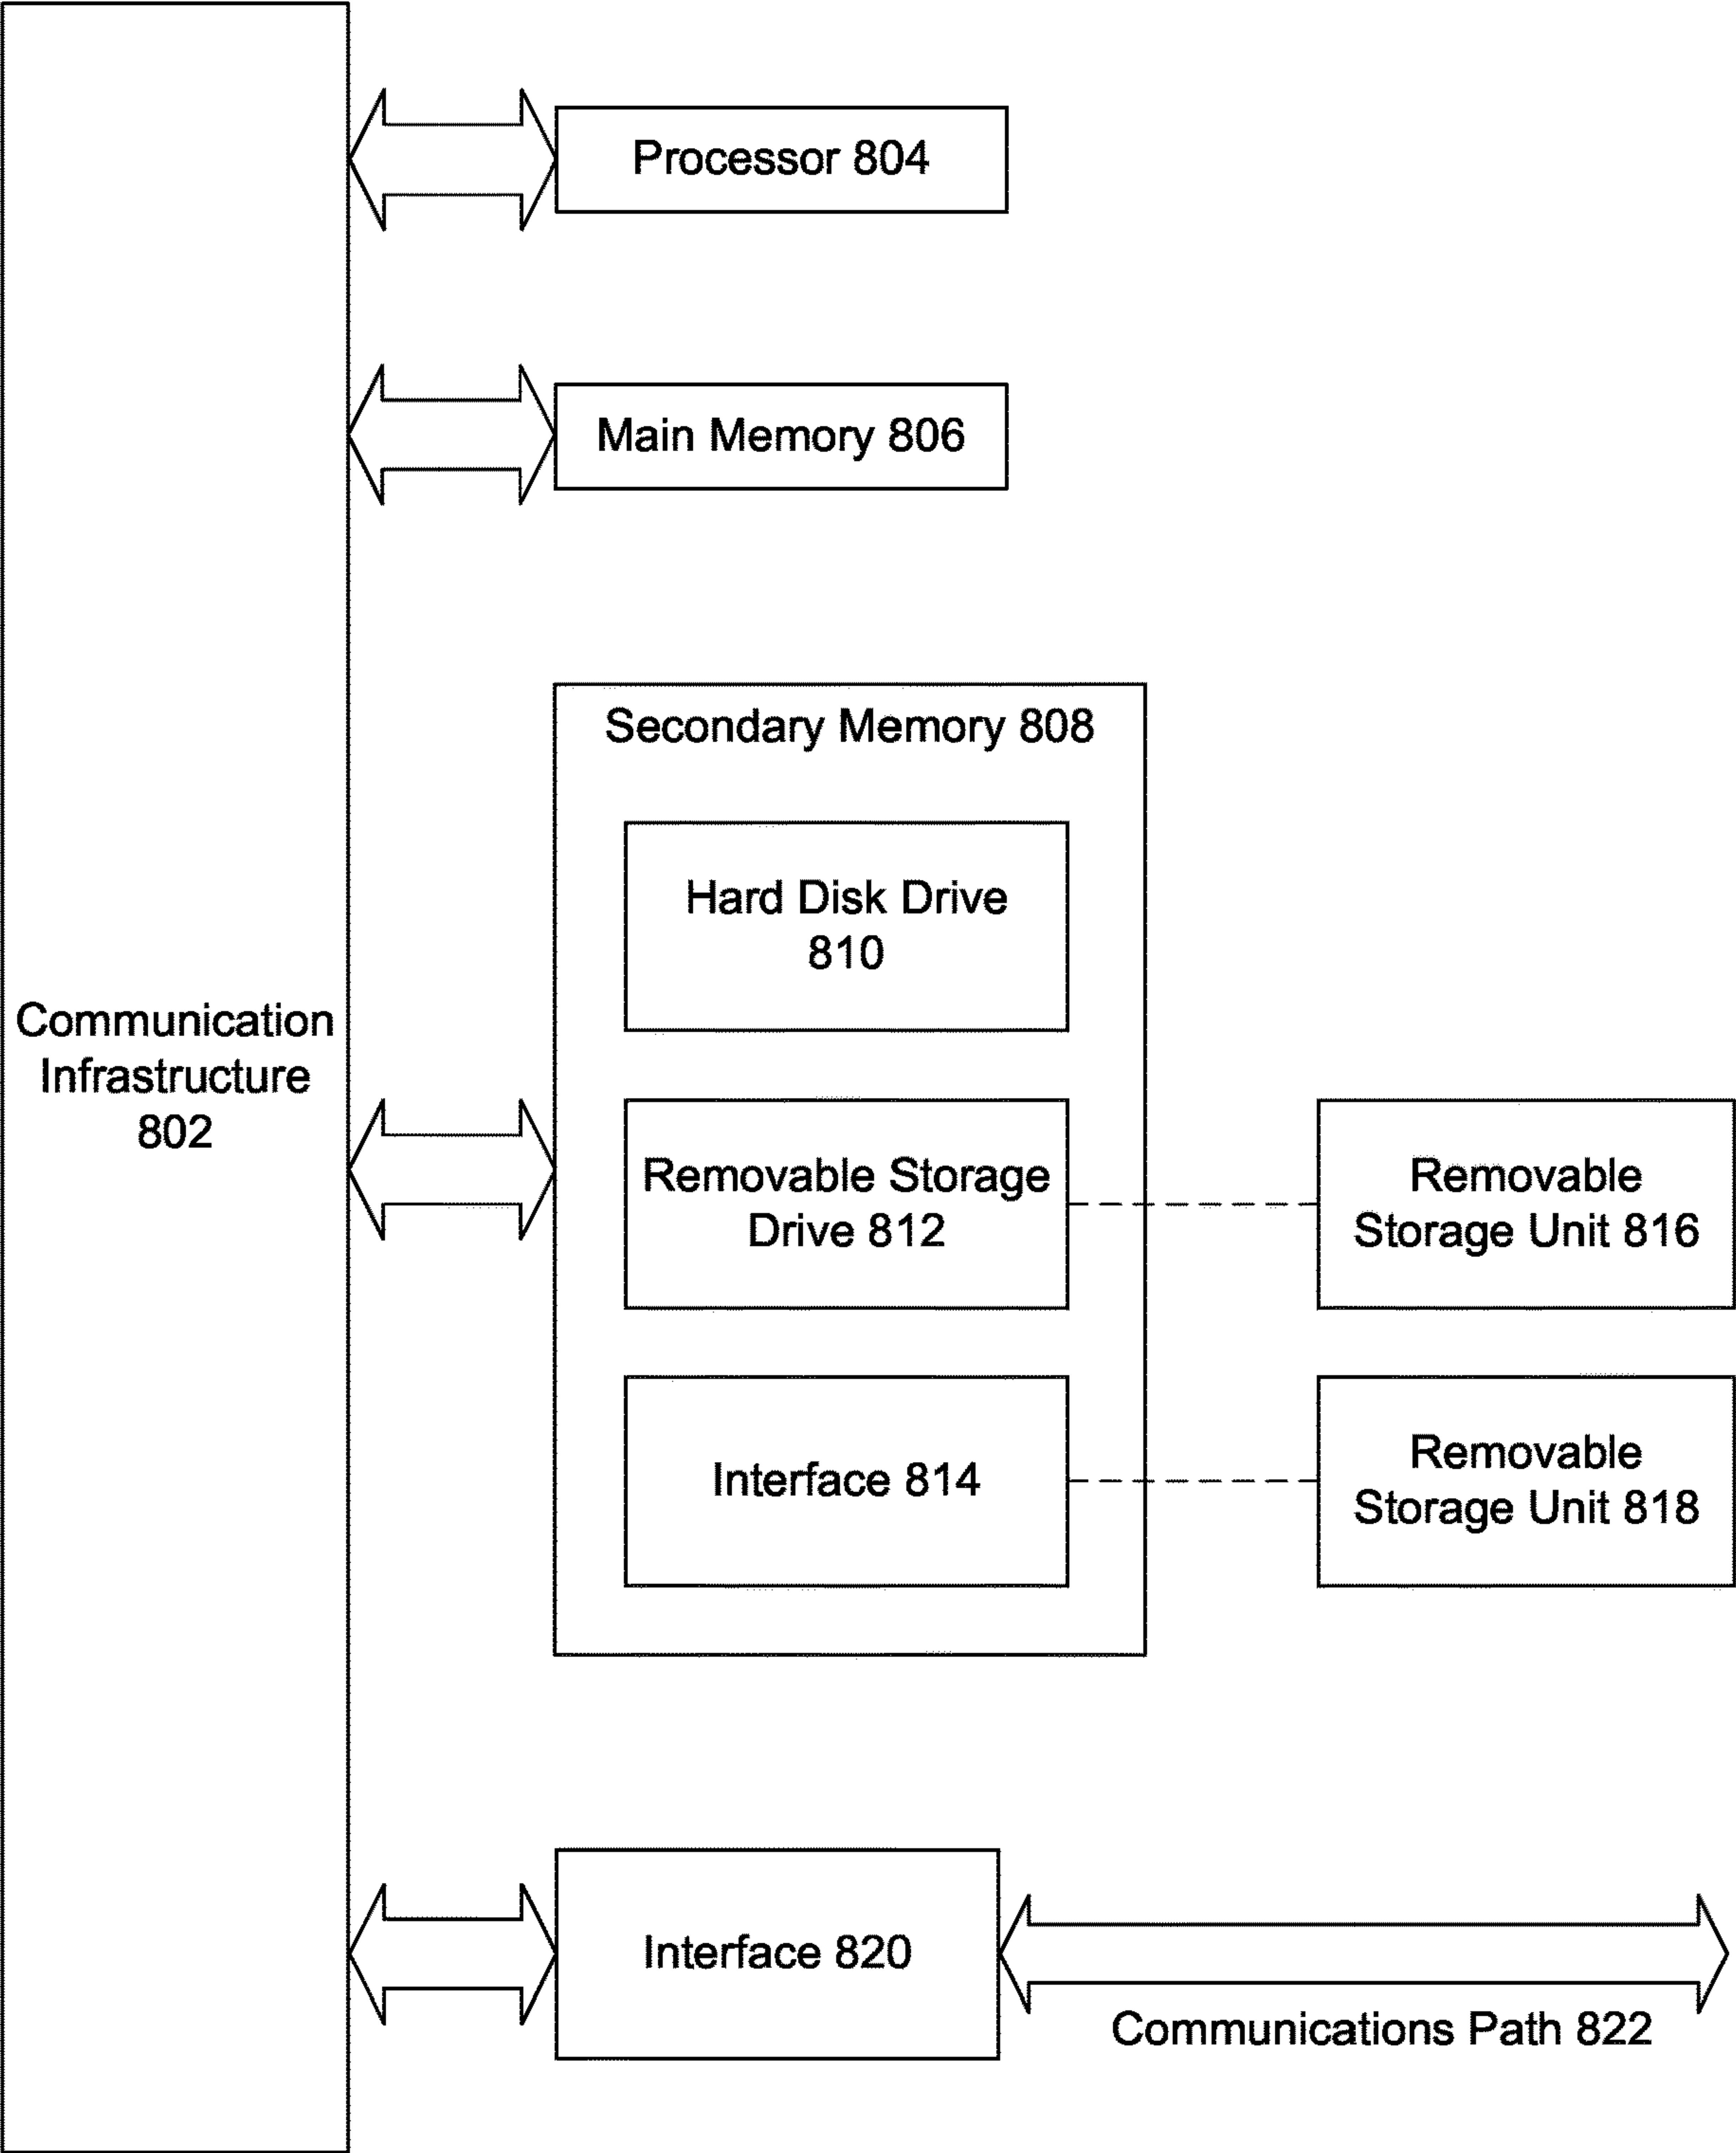 Processor 804
Main Memory 806
Secondary Memory 808
Hard Disk Drive
810
Communication
Infrastructure
802
Removable Storage
Drive 812
Removable
Storage Unit 816
Interface 814
Removable
Storage Unit 818
Interface 820
Communications Path 822